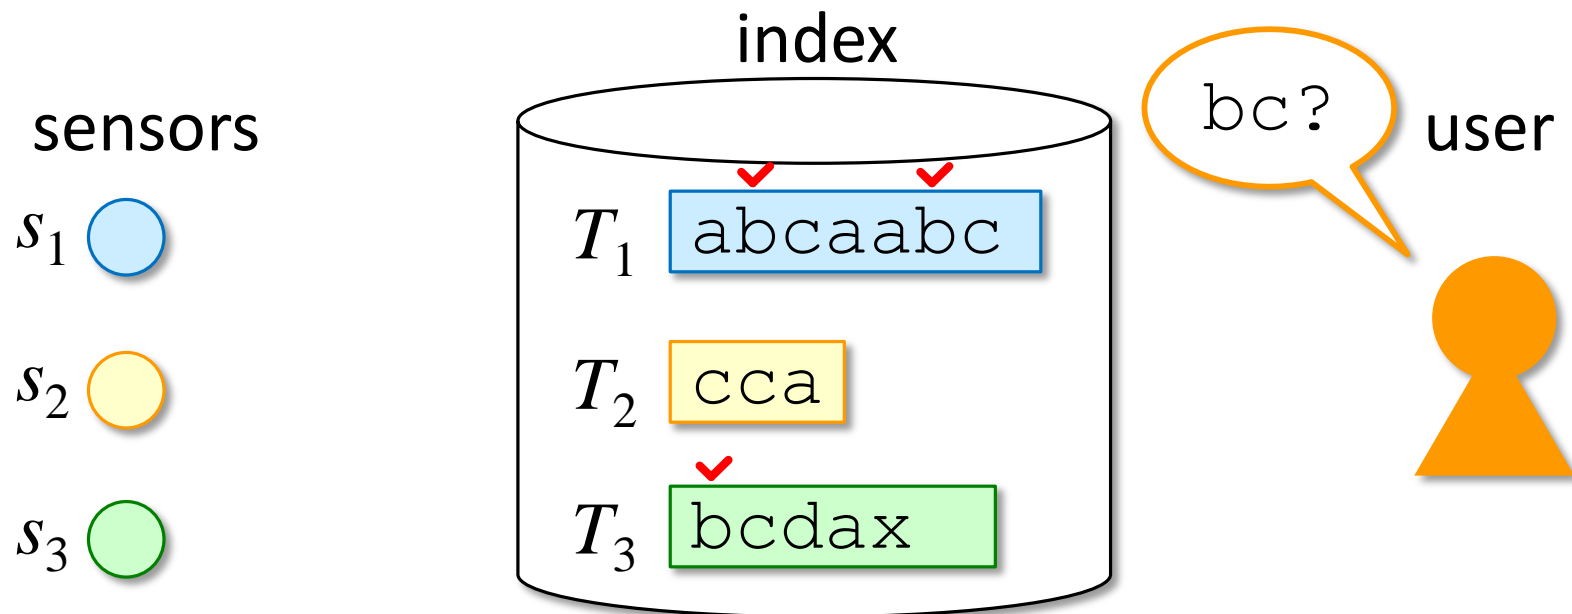 index
bc?
sensors
user
s1
T1 abcaabc
s2
T2 cca
s3
T3 bcdax